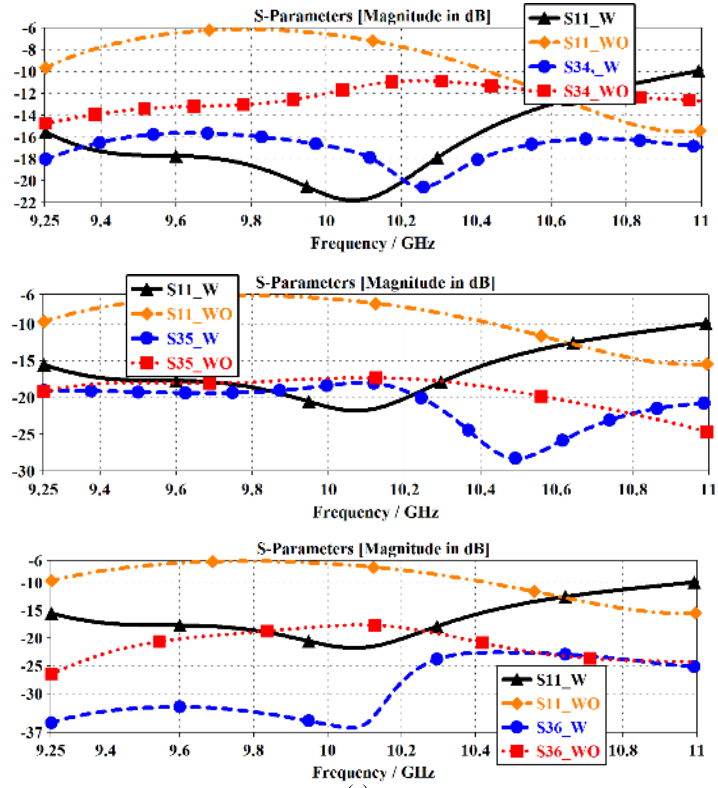 S-Parameters [Magnitude in dB]
S11_W
S11_WO
S34,_W
S34_WO
-6
-8
-10
-12
-14
-16
-18
-20
-22
9,25 9,4 9,6 9,8 10 10,2 10,4 10,6 10,8 11
Frequency / GHz
S-Parameters [Magnitude in dB]
S11_W
S11_WO
S35_W
S35_WO
-6
-10
-15
-20
-25
-30
9,25 9,4 9,6 9,8 10 10,2 10,4 10,6 10,8 11
Frequency / GHz
S-Parameters [Magnitude in dB]
-6
-10
-15
-20
-25
-30
-37
S11_W
S11_WO
S36_W
S36_WO
9.25 9,4 9,6 9,8 10 10,2 10,4 10,8 11
Frequency / GHz